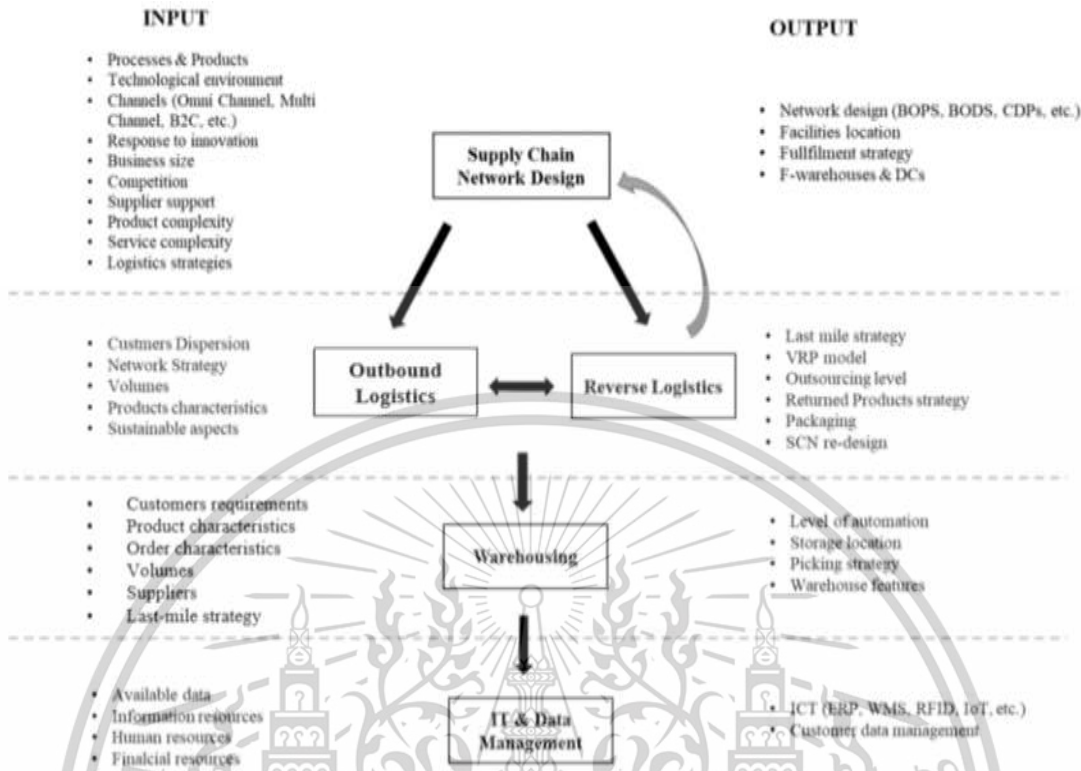 INPUT
OUTPUT
• Processes & Products
• Technological environment
• Channels (Omni Channel, Multi
Channel, B2C, etc.)
• Response to innovation
• Business size
• Competition
• Supplier support
• Product complexity
• Service complexity
• Logistics strategies
Supply Chain
Network Design
• Network design (BOPS, BODS, CDPs, etc.)
• Facilities location
• Fullfilment strategy
• F-warehouses & DCs
• Custmers Dispersion
• Network Strategy
• Volumes
• Products characteristics
• Sustainable aspects
Outbound
Logistics
Reverse Logistics
• Last mile strategy
• VRP model
• Outsourcing level
• Returned Products strategy
• Packaging
• SCN re-design
• Customers requirements
• Product characteristics
• Order characteristics
• Volumes
• Suppliers
• Last-mile strategy
Warehousing
• Level of automation
• Storage location
• Picking strategy
• Warehouse features
• Available data
• Information resources
• Human resources
• Finalcial resources
IT & Data
Management
• ICT (ERP, WMS, RFID, IoT, etc.)
• Customer data management